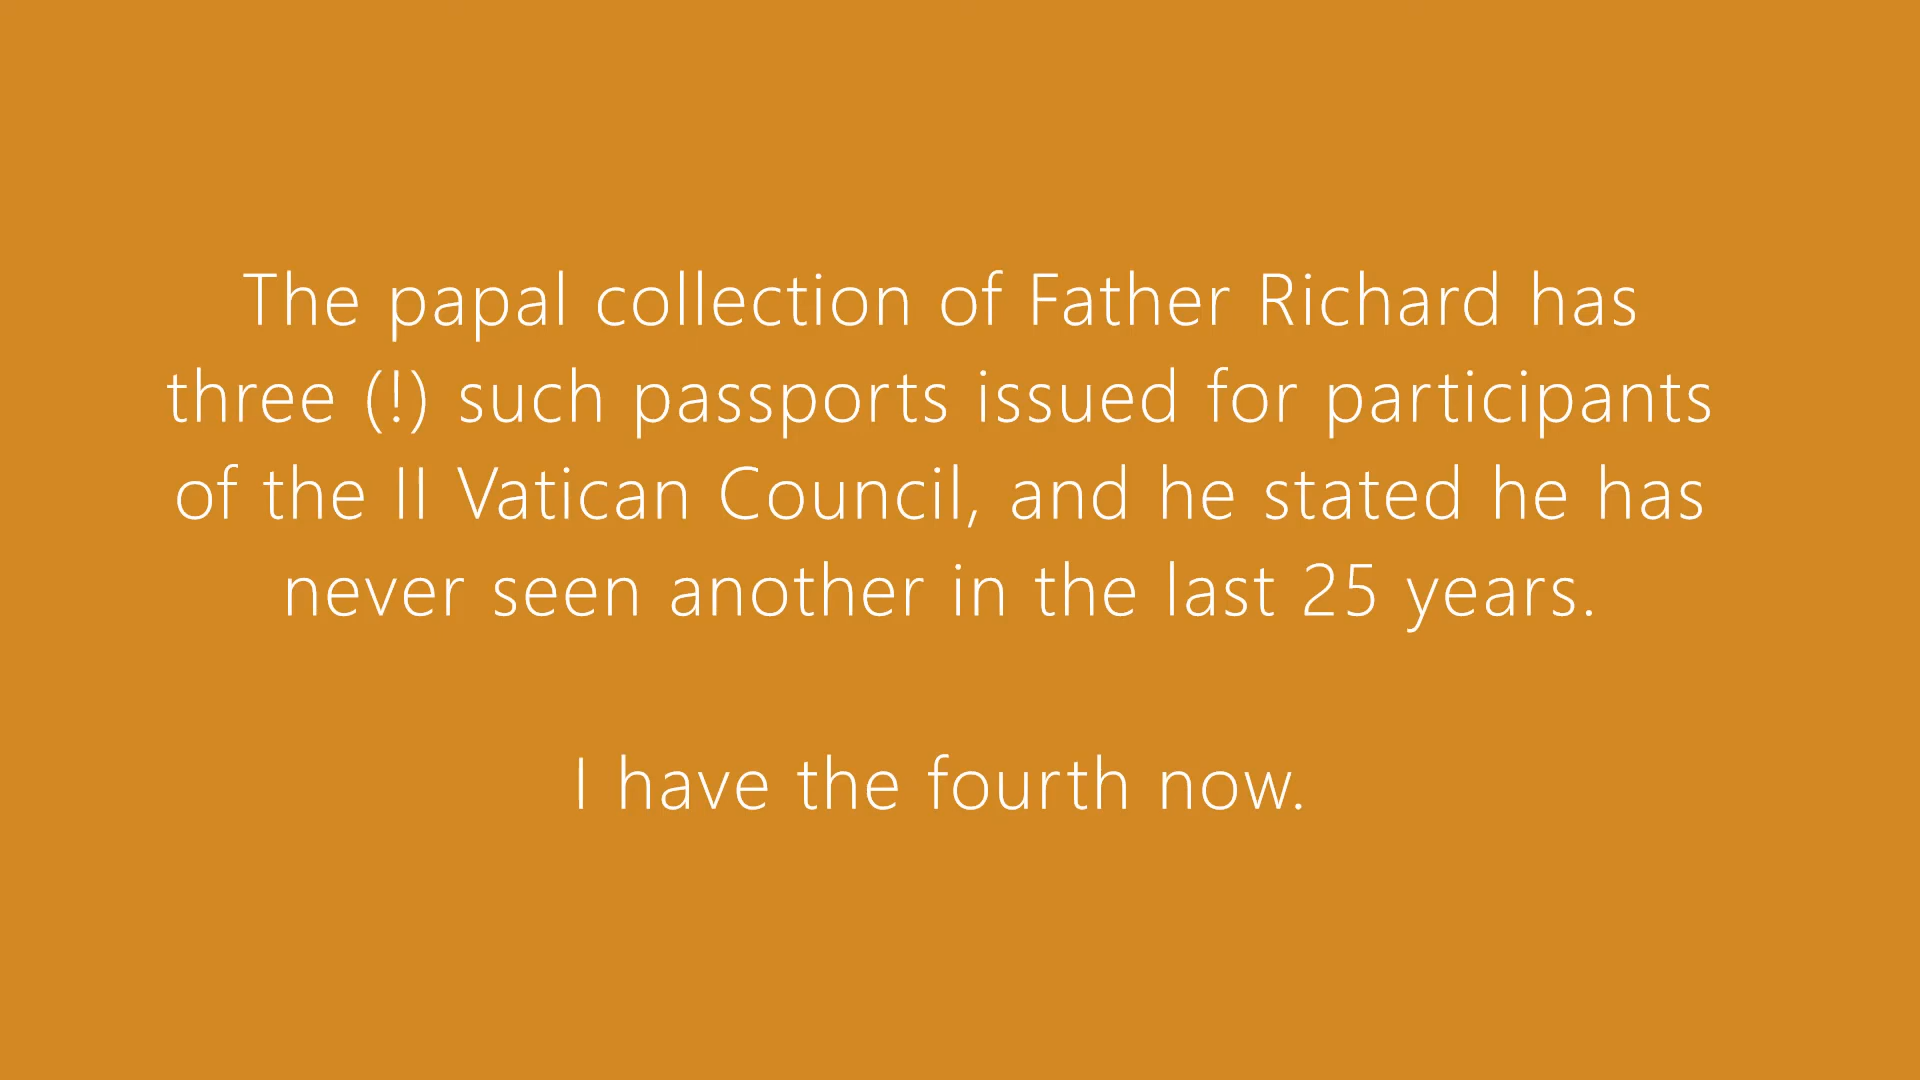 The papal collection of Father Richard has
three (!) such passports issued for participants
of the II Vatican Council, and he stated he has
never seen another in the last 25 years.
I have the fourth now.